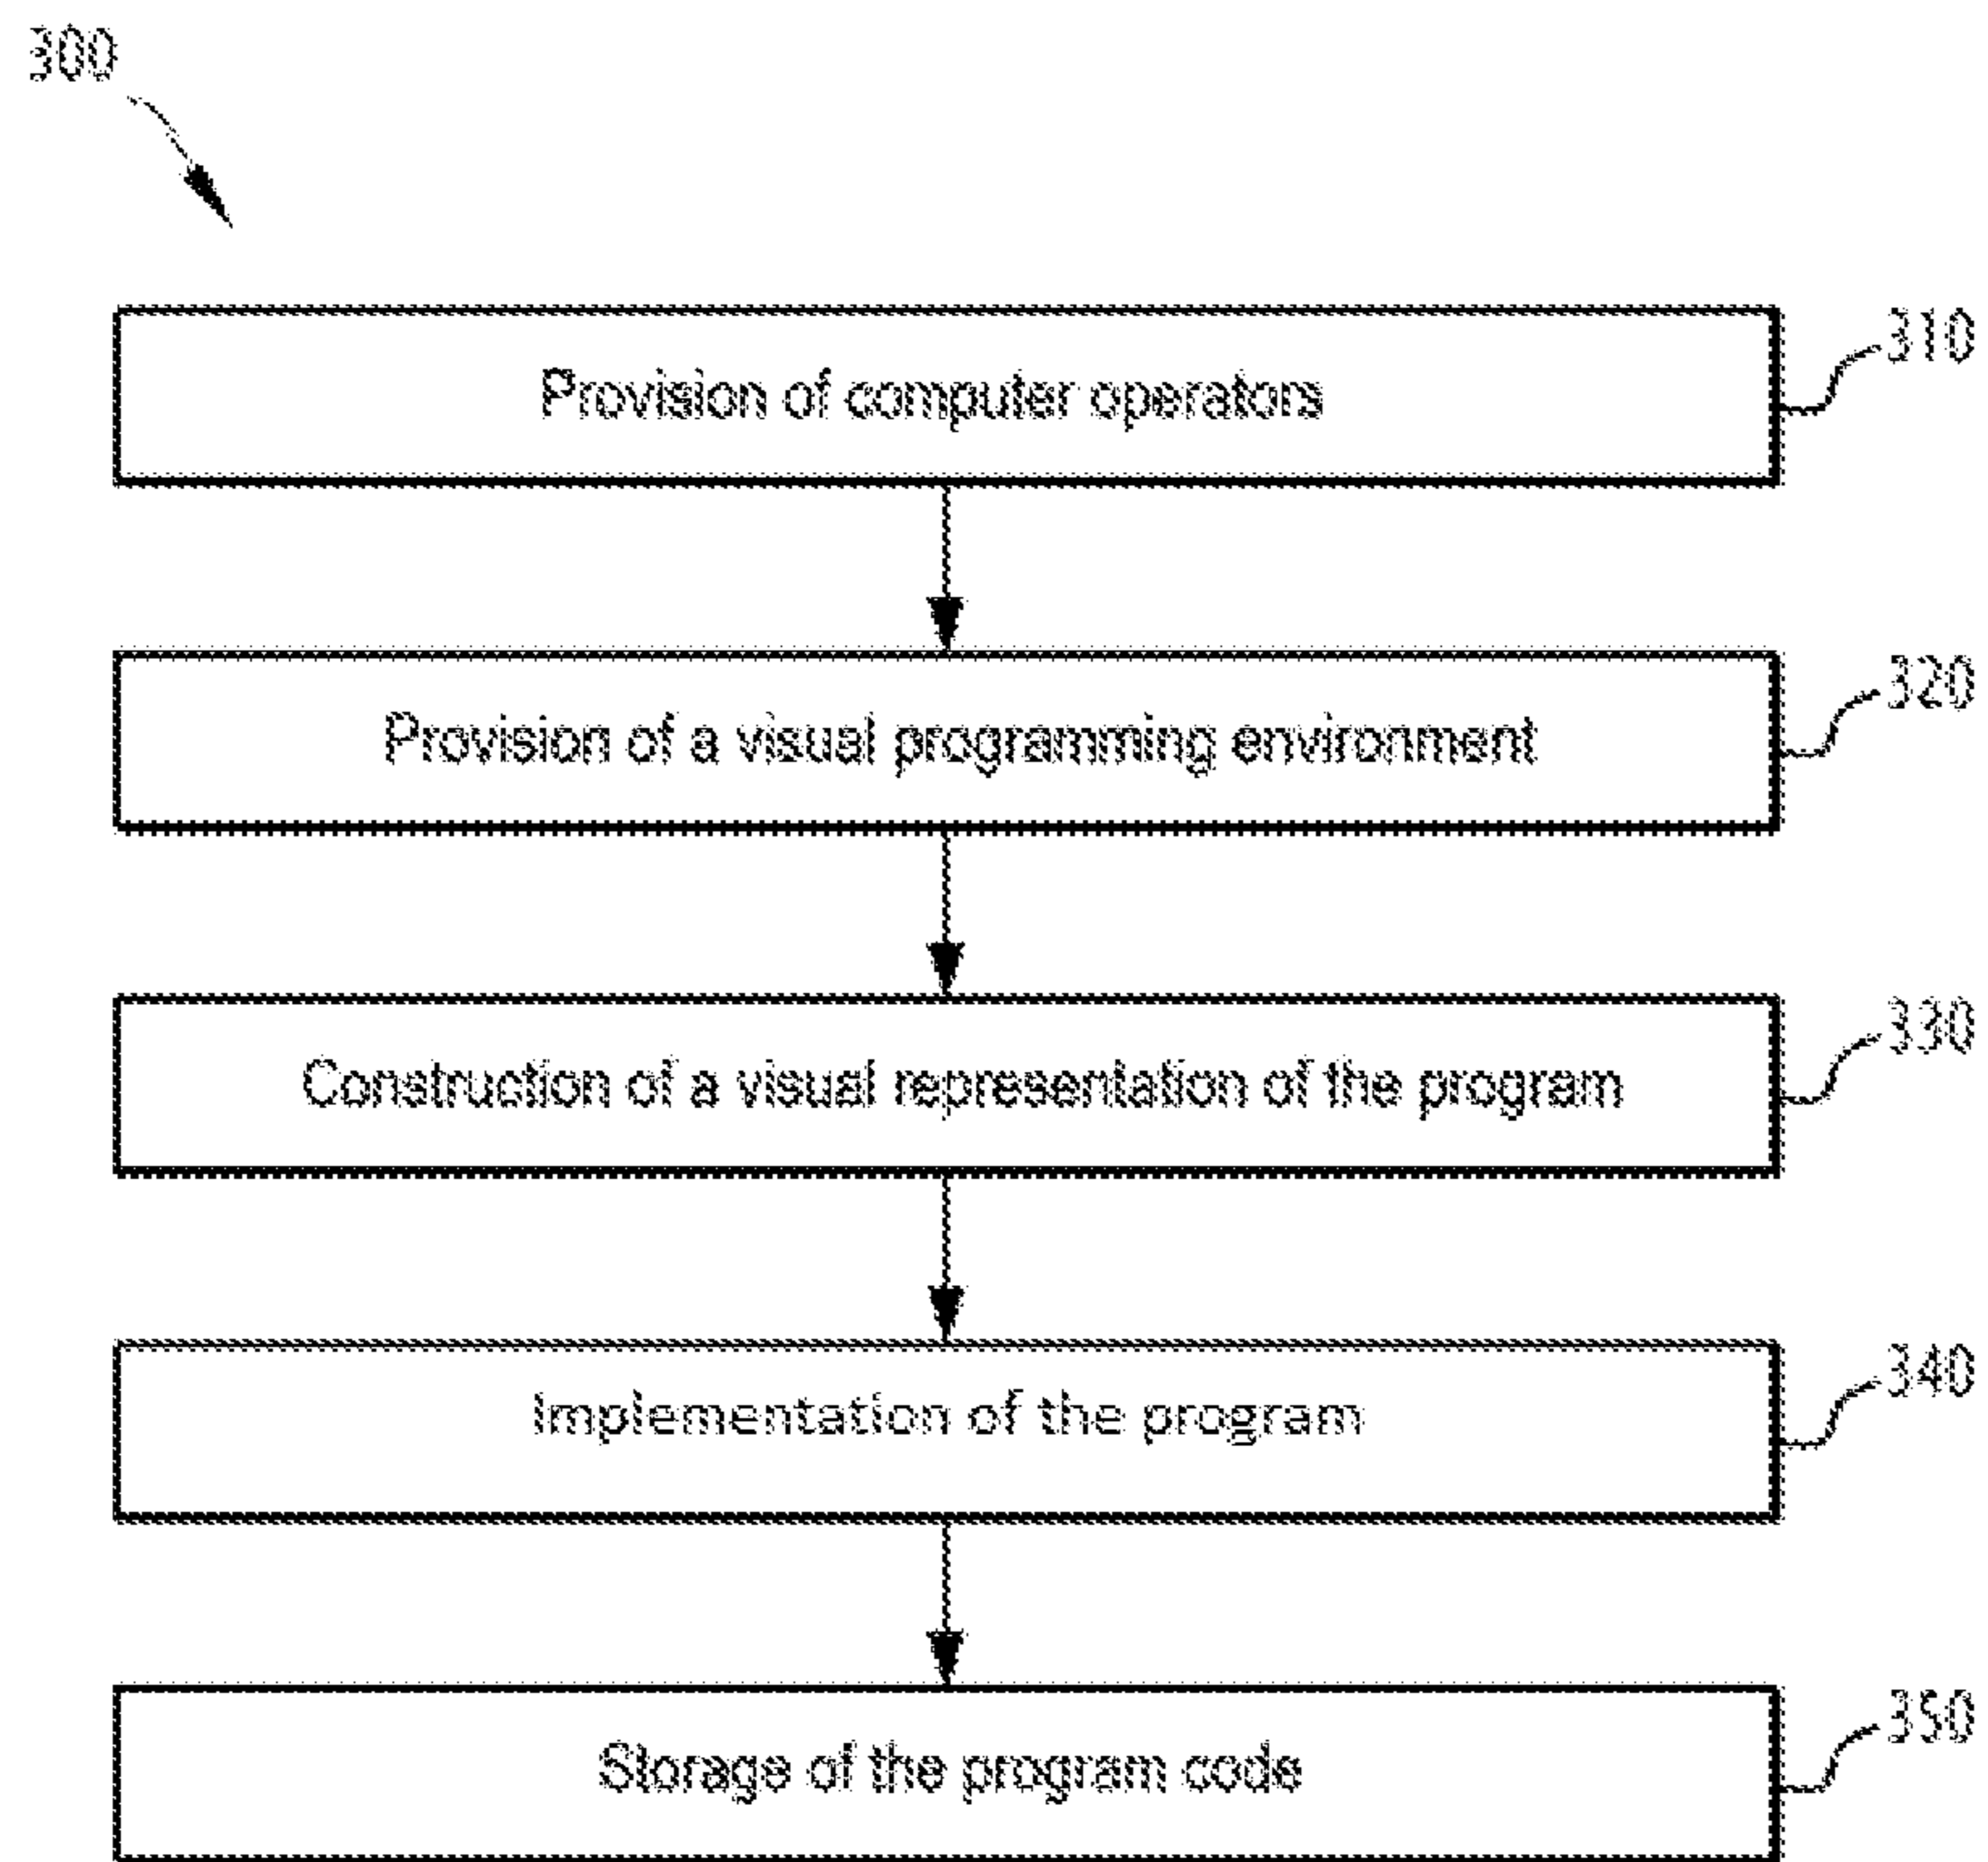 300
Provision of computer operators
310
Provision of a visual programming environment
320
Construction of a visual representation of the program
330
Implementation of the program
340
Storage of the program code
350